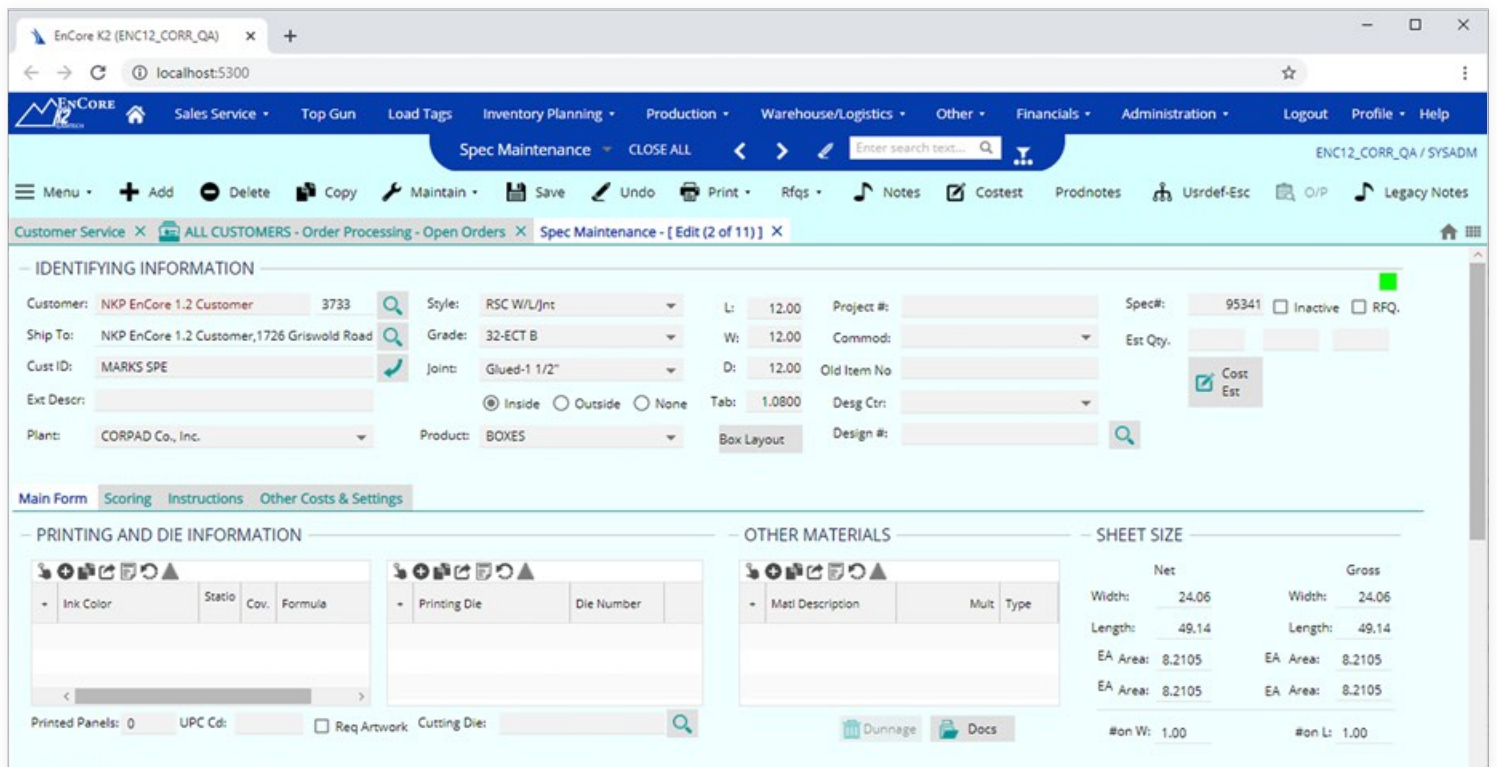 EnCore K2 (ENC12_CORR_QA)
localhost:5300
ENCORE K2 Sales Service Top Gun Load Tags Inventory Planning Production Warehouse/Logistics Other Financials Administration Logout Profile Help
Spec Maintenance CLOSE ALL Enter search text...
ENC12_CORR_QA / SYSADM
Menu Add Delete Copy Maintain Save Undo Print Rfqs Notes Costest Prodnotes Usrdef-Esc O/P Legacy Notes
Customer Service ALL CUSTOMERS - Order Processing - Open Orders Spec Maintenance - [ Edit (2 of 11) ]
IDENTIFYING INFORMATION
Customer: NKP EnCore 1.2 Customer 3733 Style: RSC W/L/Jnt L: 12.00 Project #: Spec#: 95341 Inactive RFQ.
Ship To: NKP EnCore 1.2 Customer,1726 Griswold Road Grade: 32-ECT B W: 12.00 Commod: Est Qty.
Cust ID: MARKS SPE Joint: Glued-1 1/2" D: 12.00 Old Item No Cost Est
Ext Descr: Inside Outside None Tab: 1.0800 Desg Ctr:
Plant: CORPAD Co., Inc. Product: BOXES Box Layout Design #:
Main Form Scoring Instructions Other Costs & Settings
PRINTING AND DIE INFORMATION OTHER MATERIALS SHEET SIZE
Net Gross
Ink Color Statio Cov. Formula Printing Die Die Number Matl Description Mult Type
Width: 24.06 Width: 24.06
Length: 49.14 Length: 49.14
EA Area: 8.2105 EA Area: 8.2105
EA Area: 8.2105 EA Area: 8.2105
Printed Panels: 0 UPC Cd: Req Artwork Cutting Die: Dunnage Docs #on W: 1.00 #on L: 1.00